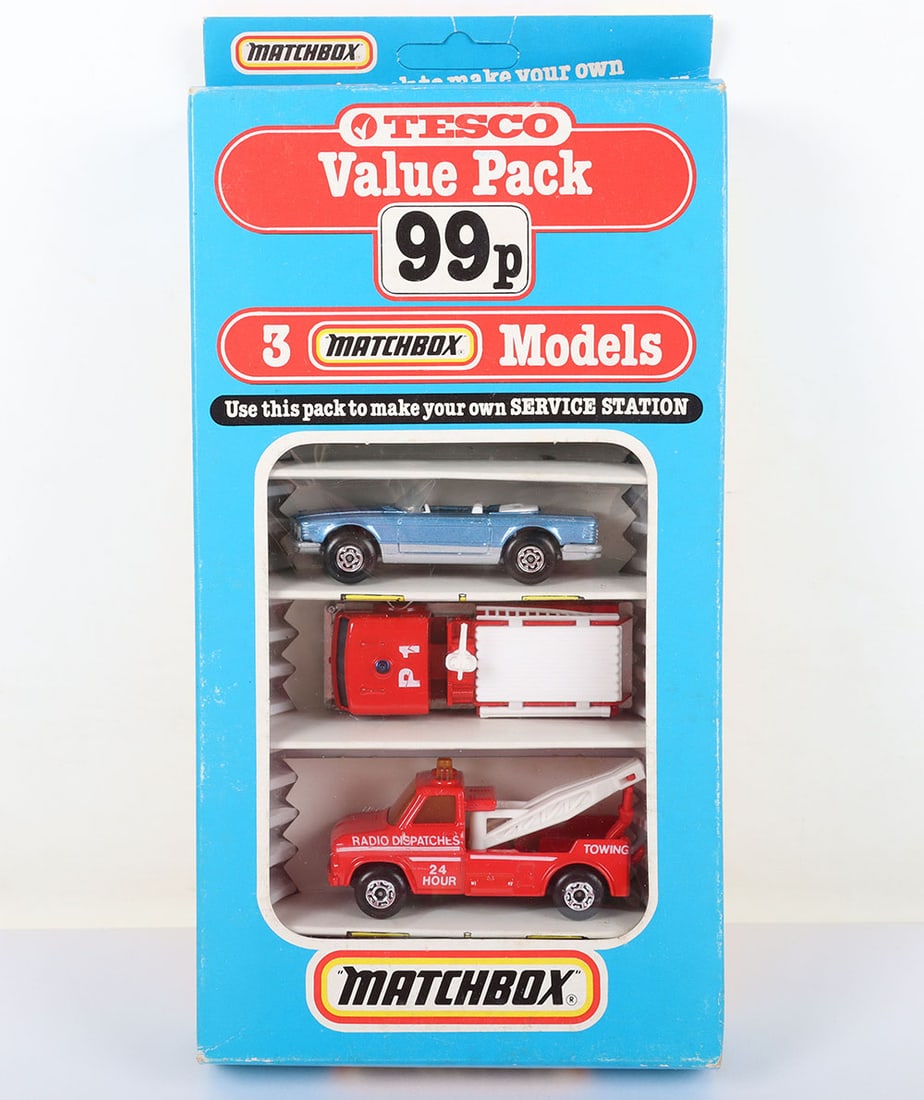 MATCHBOX
to make your own
TESCO
Value Pack
99p
3 MATCHBOX Models
Use this pack to make your own SERVICE STATION
P1
RADIO DISPATCHES
24
HOUR
TOWING
"MATCHBOX"®